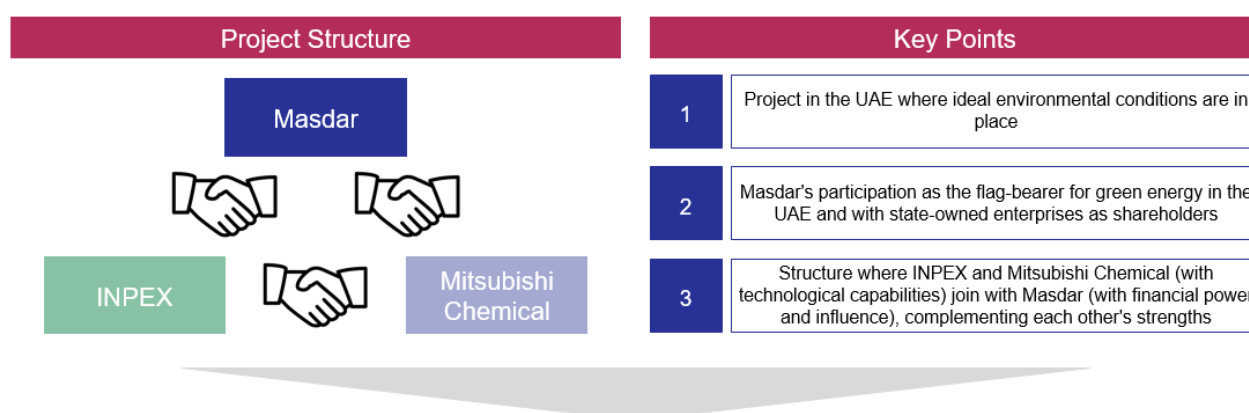 Project Structure
Masdar
INPEX
Mitsubishi
Chemical
Key Points
1
Project in the UAE where ideal environmental conditions are in
place
2
Masdar's participation as the flag-bearer for green energy in the
UAE and with state-owned enterprises as shareholders
3
Structure where INPEX and Mitsubishi Chemical (with
technological capabilities) join with Masdar (with financial power
and influence), complementing each other's strengths